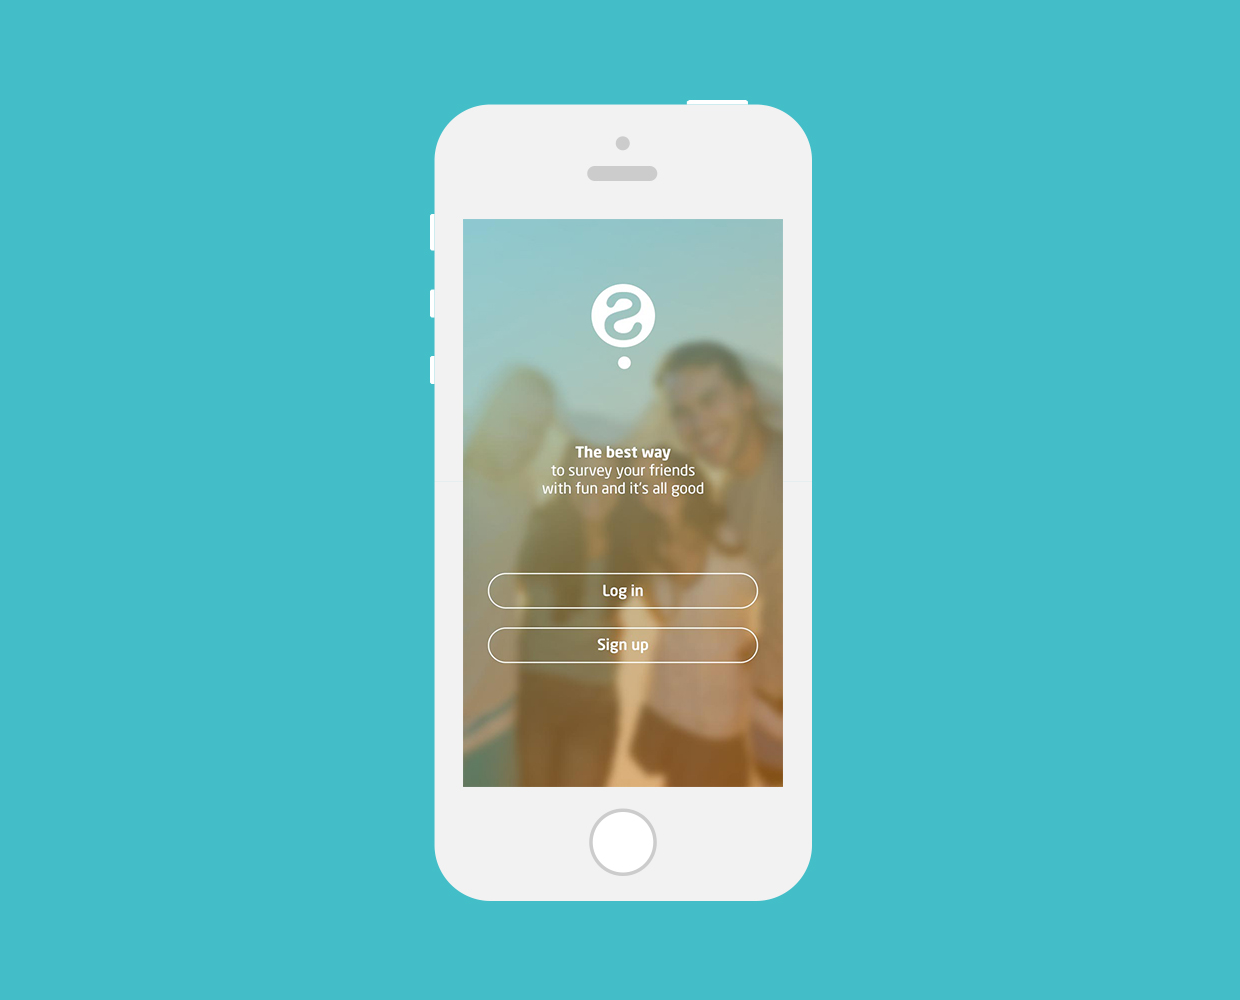 The best way
to survey your friends
with fun and it's all good
Log in
Sign up